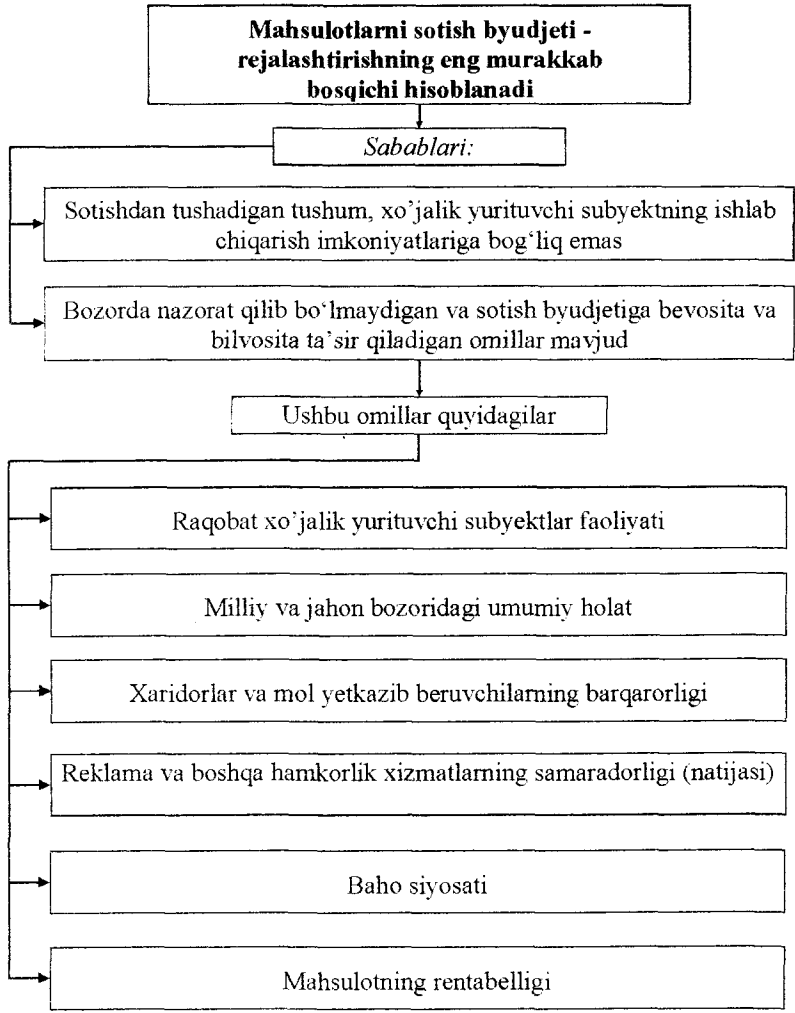 Mahsulotlarni sotish byudjeti -
rejalashtirishning eng murakkab
bosqichi hisoblanadi
Sabablari:
Sotishdan tushadigan tushum, xo’jalik yurituvchi subyektning ishlab
chiqarish imkoniyatlariga bog‘liq emas
Bozorda nazorat qilib bo‘lmaydigan va sotish byudjetiga bevosita va
bilvosita ta’sir qiladigan omillar mavjud
Ushbu omillar quyidagilar
Raqobat xo’jalik yurituvchi subyektlar faoliyati
Milliy va jahon bozoridagi umumiy holat
Xaridorlar va mol yetkazib beruvchilarning barqarorligi
Reklama va boshqa hamkorlik xizmatlarning samaradorligi (natijasi)
Baho siyosati
Mahsulotning rentabelligi